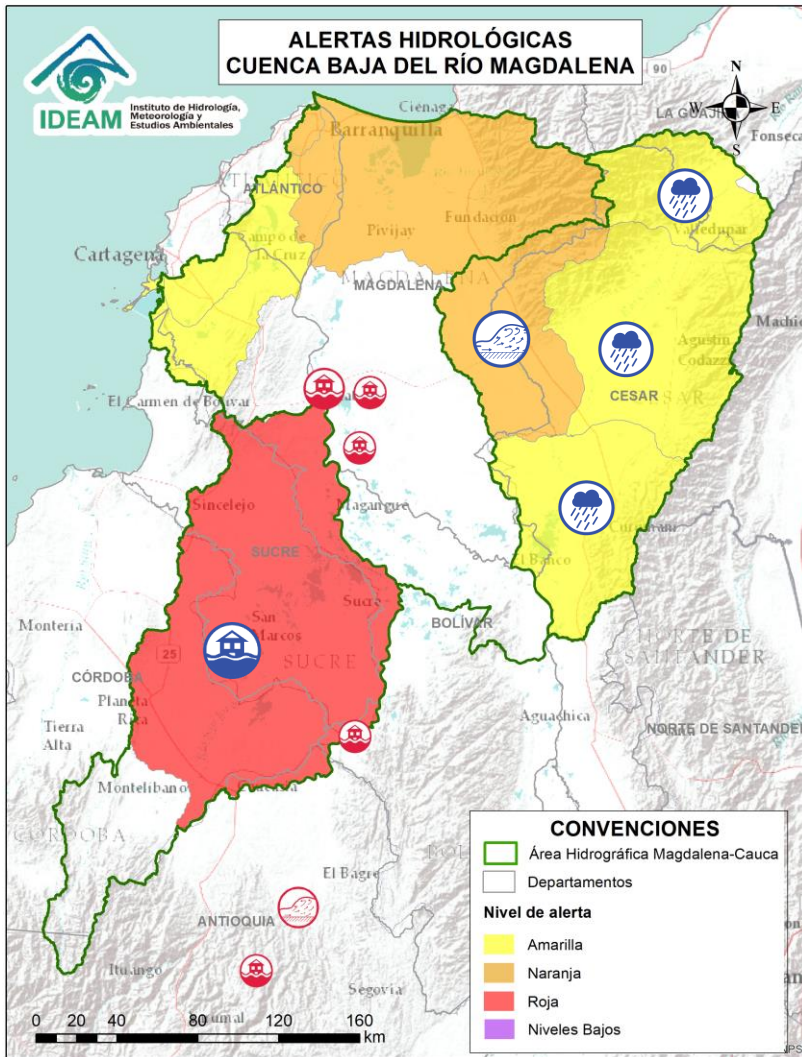 ALERTAS HIDROLÓGICAS
CUENCA BAJA DEL RÍO MAGDALENA
IDEAM
Instituto de Hidrología,
Meteorología y
Estudios Ambientales
90
N
W
E
S
Ciénaga
LA GUAJIRA
Fonseca
Barranquilla
ATLÁNTICO
ATLÁNTICO
Valledupar
Pivijay
Fundación
Cartagena
Campo de
la Cruz
MAGDALENA
MAGDALENA
Agustín
Codazzi
CESAR
El Carmen de Bolívar
Sincelejo
Magangue
SUCRE
Curumani
El Banco
Sucre
BOLÍVAR
San
Marcos
Montería
25
SUCRE
NORTE DE
SANTANDER
CÓRDOBA
Planeta
Rica
Tierra
Alta
Aguachica
NORTE DE SANTANDER
Montelibano
CÓRDOBA
El Bagre
ANTIOQUIA
Ituango
Segovia
0 20 40 80 120 160
km
CONVENCIONES
Área Hidrográfica Magdalena-Cauca
Departamentos
Nivel de alerta
Amarilla
Naranja
Roja
Niveles Bajos